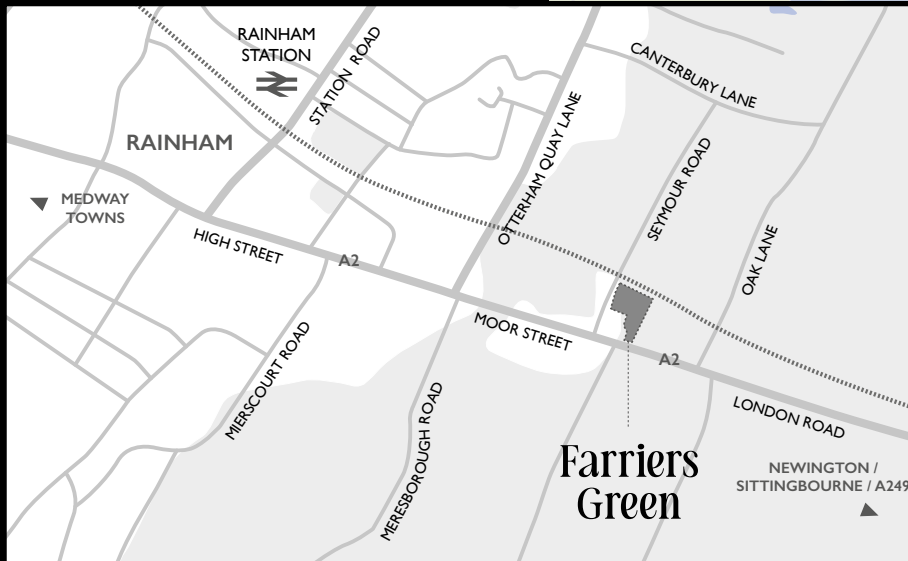 RAINHAM
STATION
STATION ROAD
CANTERBURY LANE
RAINHAM
OTTERHAM QUAY LANE
SEYMOUR ROAD
MEDWAY
TOWNS
HIGH STREET
A2
OAK LANE
MOOR STREET
A2
MIERSCOURT ROAD
MERESBOROUGH ROAD
LONDON ROAD
Farriers
Green
NEWINGTON /
SITTINGBOURNE / A249